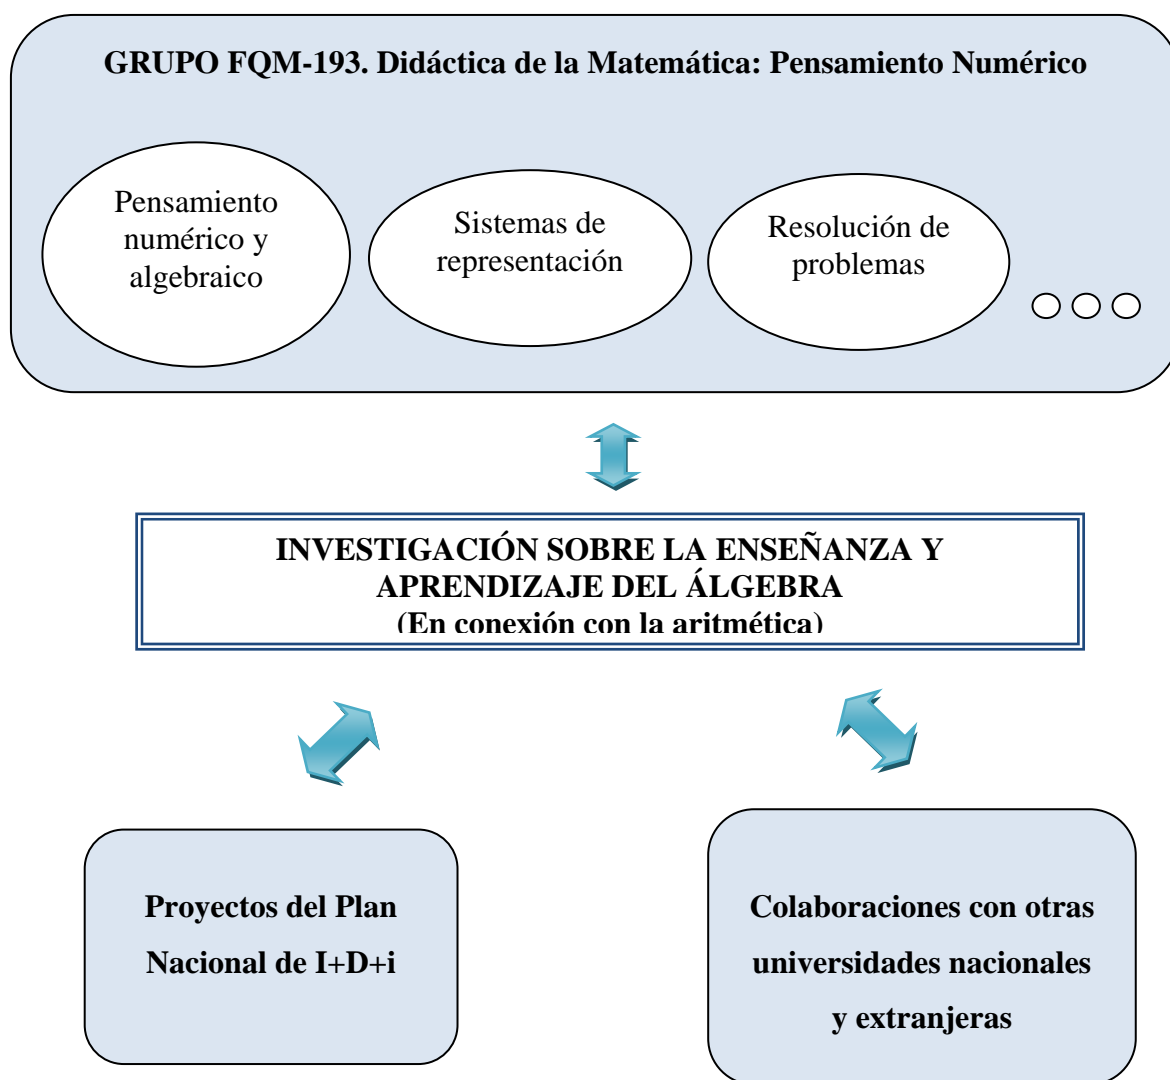 GRUPO FQM-193. Didáctica de la Matemática: Pensamiento Numérico
Pensamiento
numérico y
algebraico
Sistemas de
representación
Resolución de
problemas
INVESTIGACIÓN SOBRE LA ENSEÑANZA Y
APRENDIZAJE DEL ÁLGEBRA
(En conexión con la aritmética)
Proyectos del Plan
Nacional de I+D+i
Colaboraciones con otras
universidades nacionales
y extranjeras